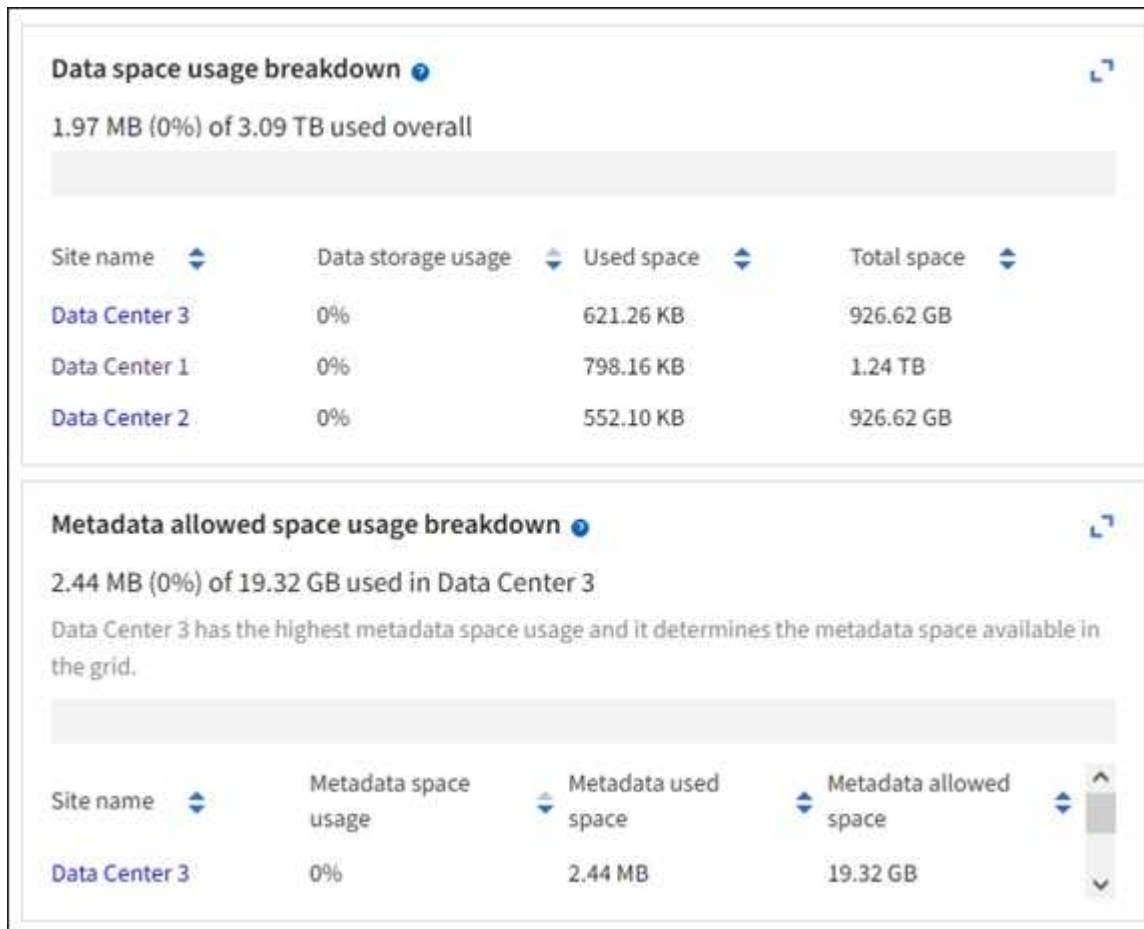 Data space usage breakdown
1.97 MB (0%) of 3.09 TB used overall
Site name Data storage usage Used space Total space
Data Center 3 0% 621.26 KB 926.62 GB
Data Center 1 0% 798.16 KB 1.24 TB
Data Center 2 0% 552.10 KB 926.62 GB
Metadata allowed space usage breakdown
2.44 MB (0%) of 19.32 GB used in Data Center 3
Data Center 3 has the highest metadata space usage and it determines the metadata space available in
the grid.
Site name Metadata space usage Metadata used space Metadata allowed space
Data Center 3 0% 2.44 MB 19.32 GB